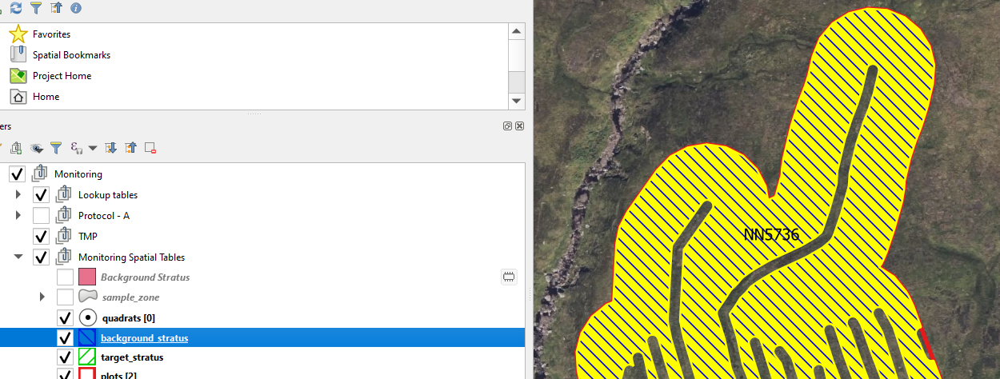 Favorites
Spatial Bookmarks
Project Home
Home
ers
Monitoring
Lookup tables
Protocol - A
TMP
Monitoring Spatial Tables
Background Stratus
sample_zone
quadrats [0]
background_stratus
target_stratus
plots [2]
NN5736